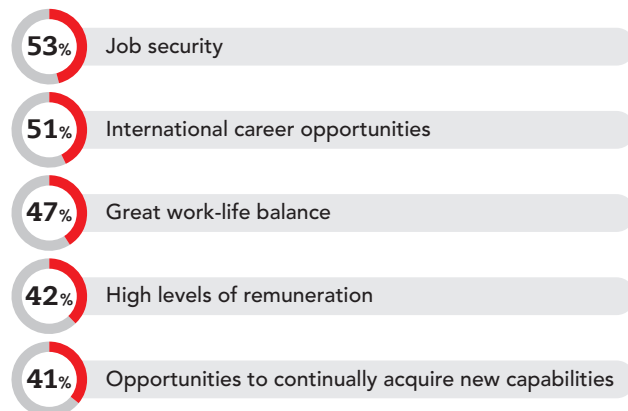 53% Job security
51% International career opportunities
47% Great work-life balance
42% High levels of remuneration
41% Opportunities to continually acquire new capabilities